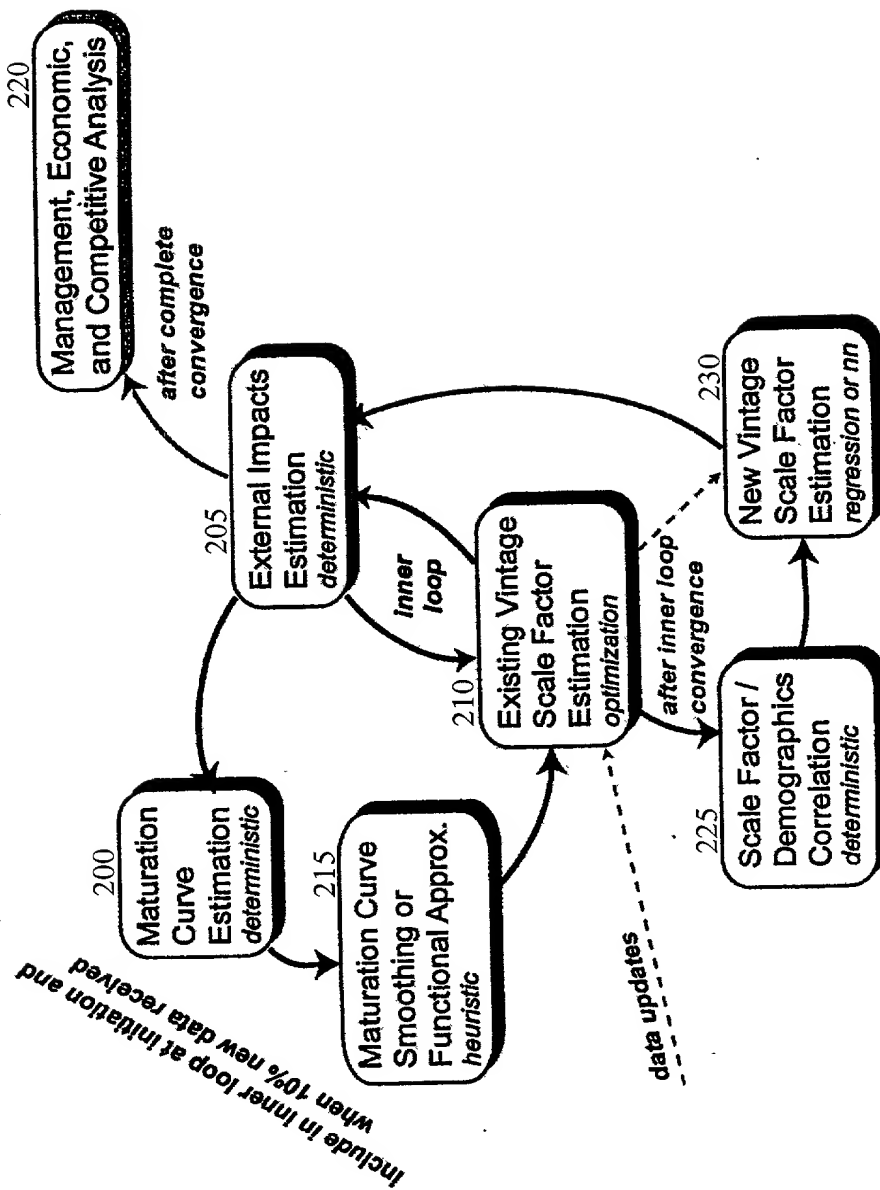 220
Management, Economic,
and Competitive Analysis
after complete
convergence
205
External Impacts
Estimation
deterministic
200
Maturation
Curve
Estimation
deterministic
215
Maturation Curve
Smoothing or
Functional Approx.
heuristic
Include in inner loop at initiation and
when 10% new data received
inner
loop
210
Existing Vintage
Scale Factor
Estimation
optimization
data updates
after inner loop
convergence
225
Scale Factor /
Demographics
Correlation
deterministic
230
New Vintage
Scale Factor
Estimation
regression or nn